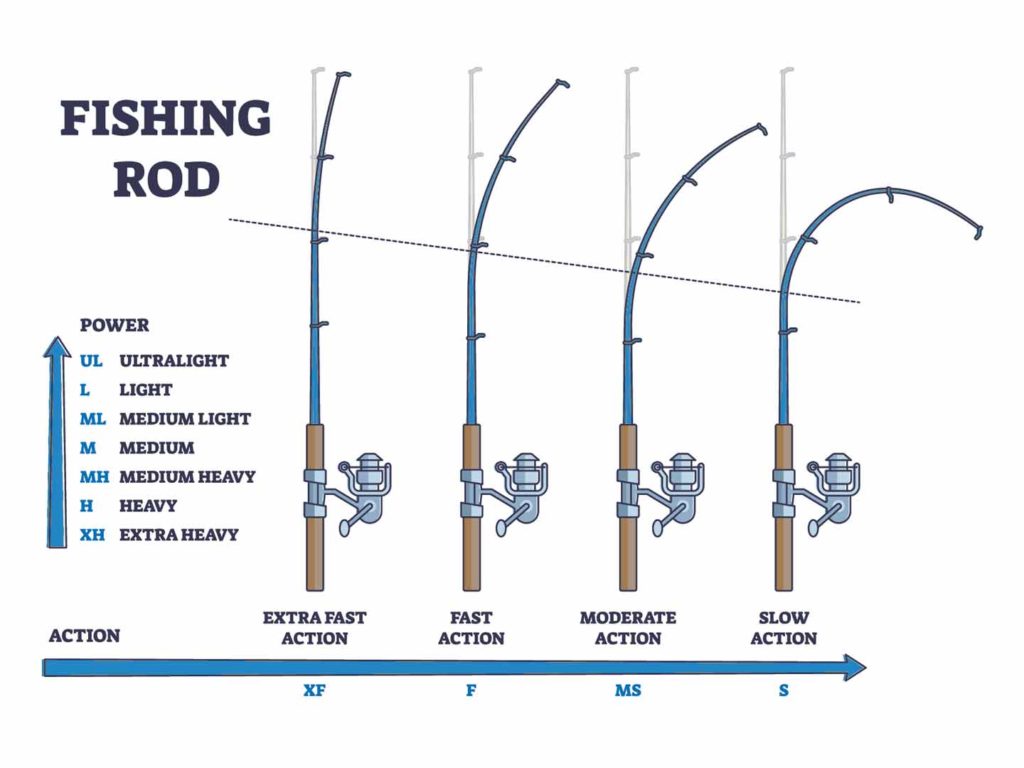 FISHING
ROD
POWER
UL ULTRALIGHT
L LIGHT
ML MEDIUM LIGHT
M MEDIUM
MH MEDIUM HEAVY
H HEAVY
XH EXTRA HEAVY
ACTION
EXTRA FAST
ACTION
FAST
ACTION
MODERATE
ACTION
SLOW
ACTION
XF
F
MS
S